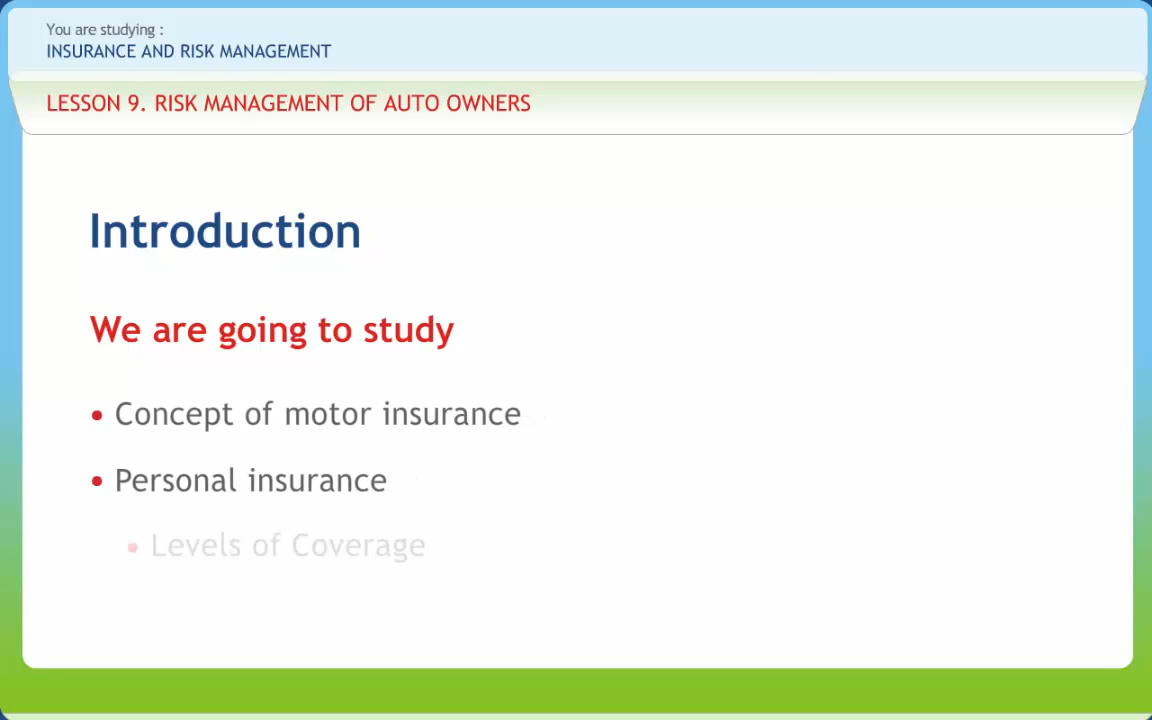 You are studying :
INSURANCE AND RISK MANAGEMENT
LESSON 9. RISK MANAGEMENT OF AUTO OWNERS
Introduction
We are going to study
• Concept of motor insurance
• Personal insurance
• Levels of Coverage